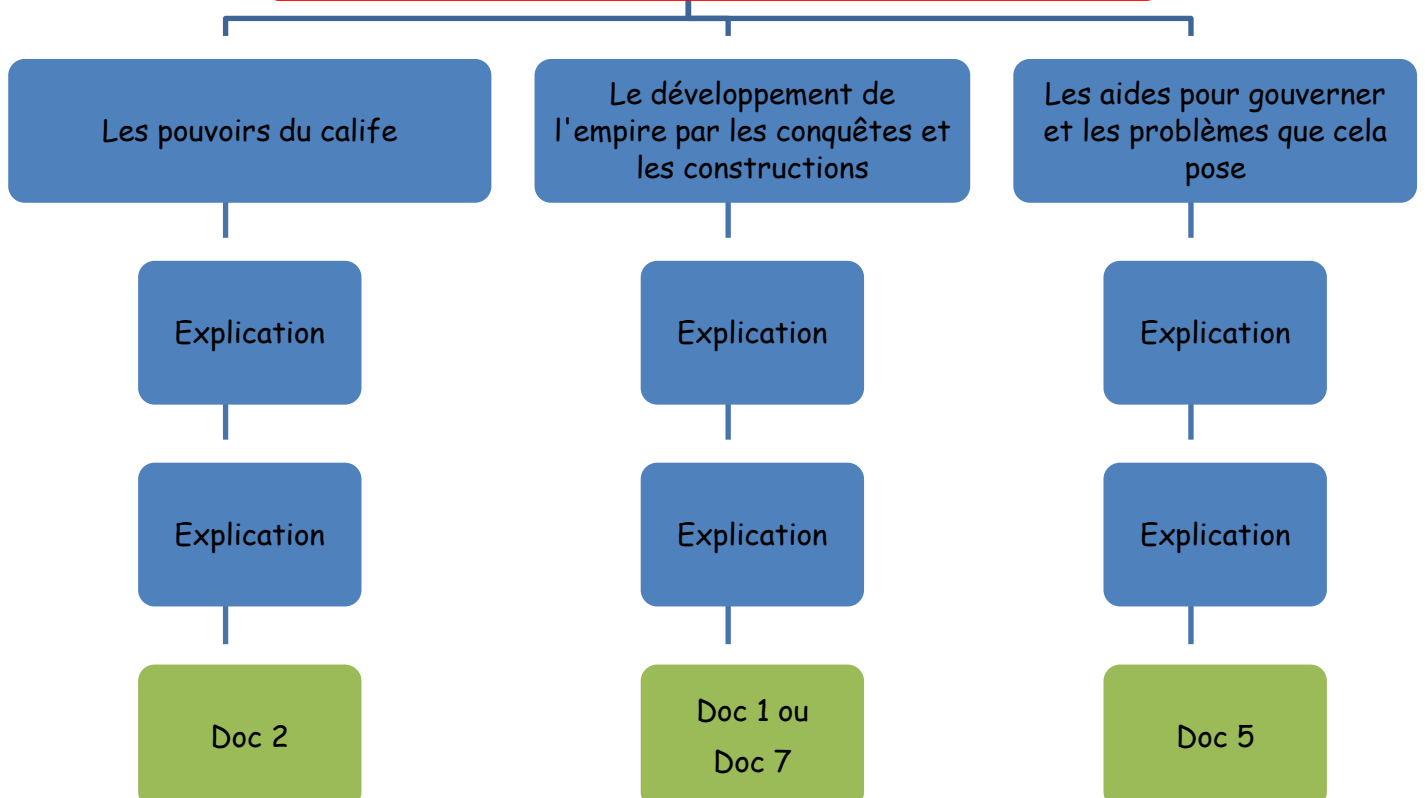 Les pouvoirs du calife
Le développement de
l'empire par les conquêtes et
les constructions
Les aides pour gouverner
et les problèmes que cela
pose
Explication
Explication
Explication
Explication
Explication
Explication
Doc 2
Doc 1 ou
Doc 7
Doc 5